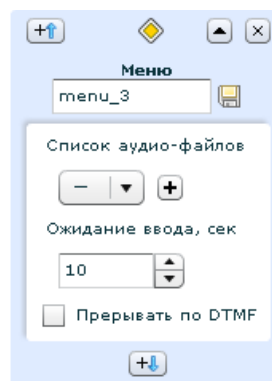 Меню
menu_3
Список аудио-файлов
–
Ожидание ввода, сек
10
Прерывать по DTMF